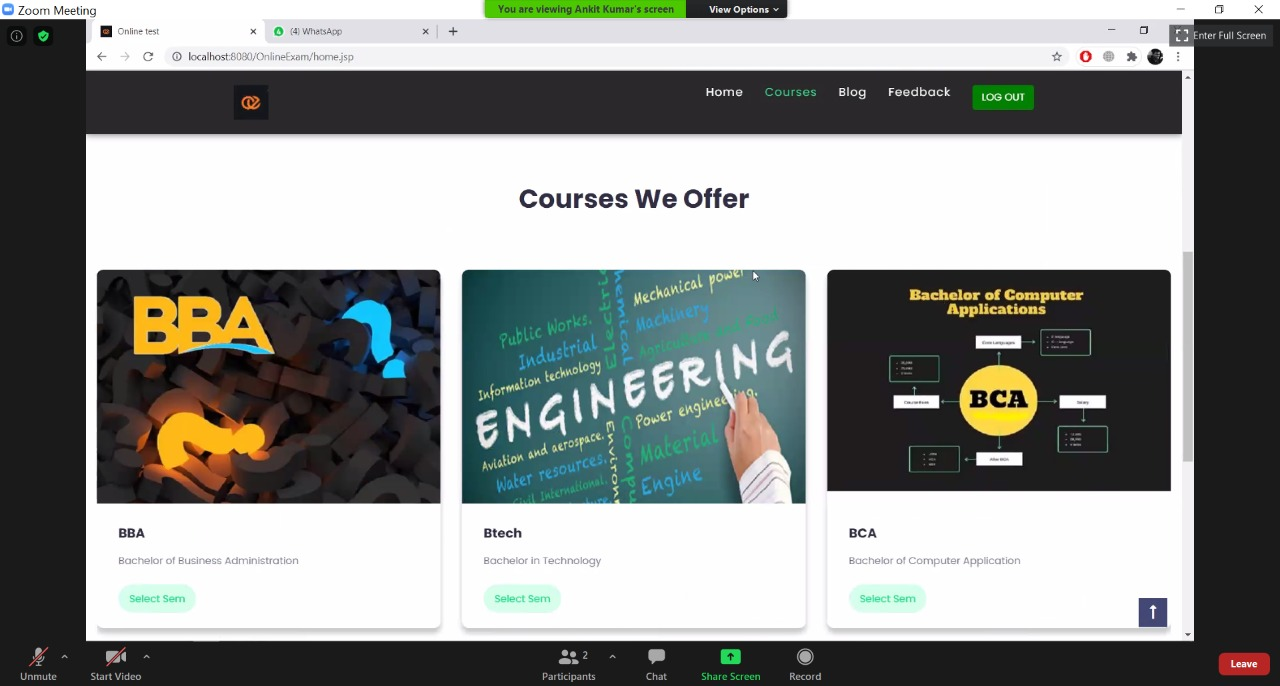 Zoom Meeting
You are viewing Ankit Kumar's screen
View Options
Online test
(4) WhatsApp
Enter Full Screen
localhost:8080/OnlineExam/home.jsp
Home
Courses
Blog
Feedback
LOG OUT
Courses We Offer
BBA
Mechanical power
Public Works.
Machinery
Industrial
Information technology
ENGINEERING
Power engineering.
Aviation and aerospace.
Material
Water resources.
Engine
Civil International.
Bachelor of Computer
Applications
BCA
BBA
Bachelor of Business Administration
Select Sem
Btech
Bachelor in Technology
Select Sem
BCA
Bachelor of Computer Application
Select Sem
Unmute
Start Video
2
Participants
Chat
Share Screen
Record
Leave